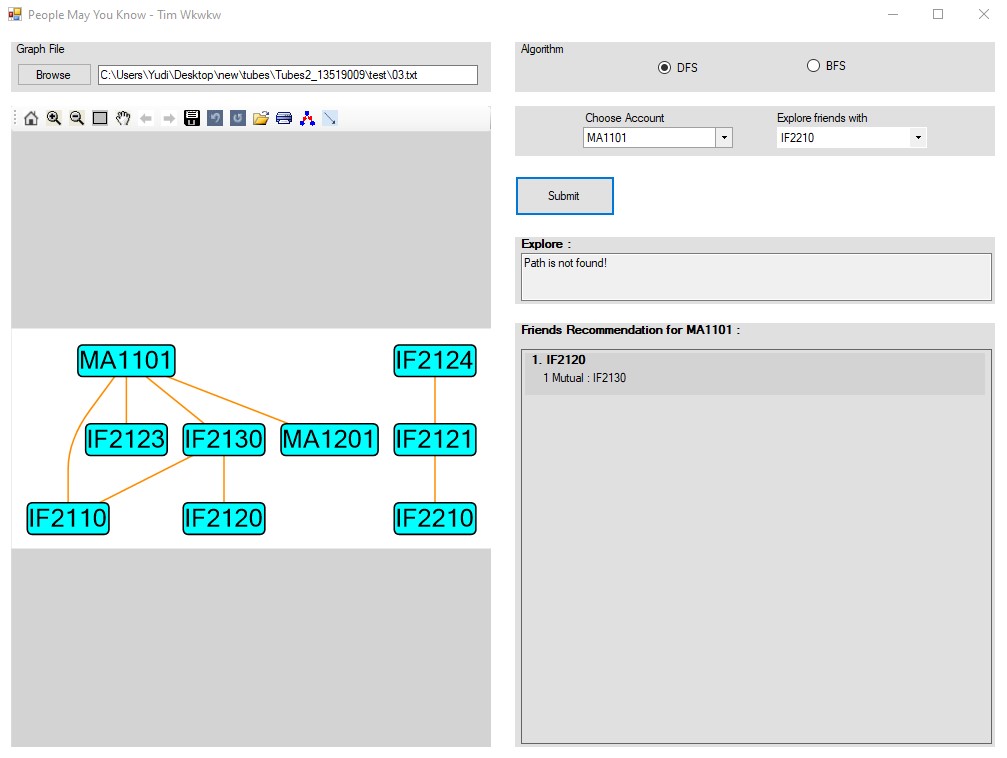 People May You Know - Tim Wkwkw
Graph File
Browse
C:\Users\Yudi\Desktop\new\tubes\Tubes2_13519009\test\03.txt
Algorithm
DFS
BFS
Choose Account
MA1101
Explore friends with
IF2210
Submit
Explore :
Path is not found!
Friends Recommendation for MA1101 :
1. IF2120
1 Mutual : IF2130
MA1101
IF2124
IF2123
IF2130
MA1201
IF2121
IF2110
IF2120
IF2210